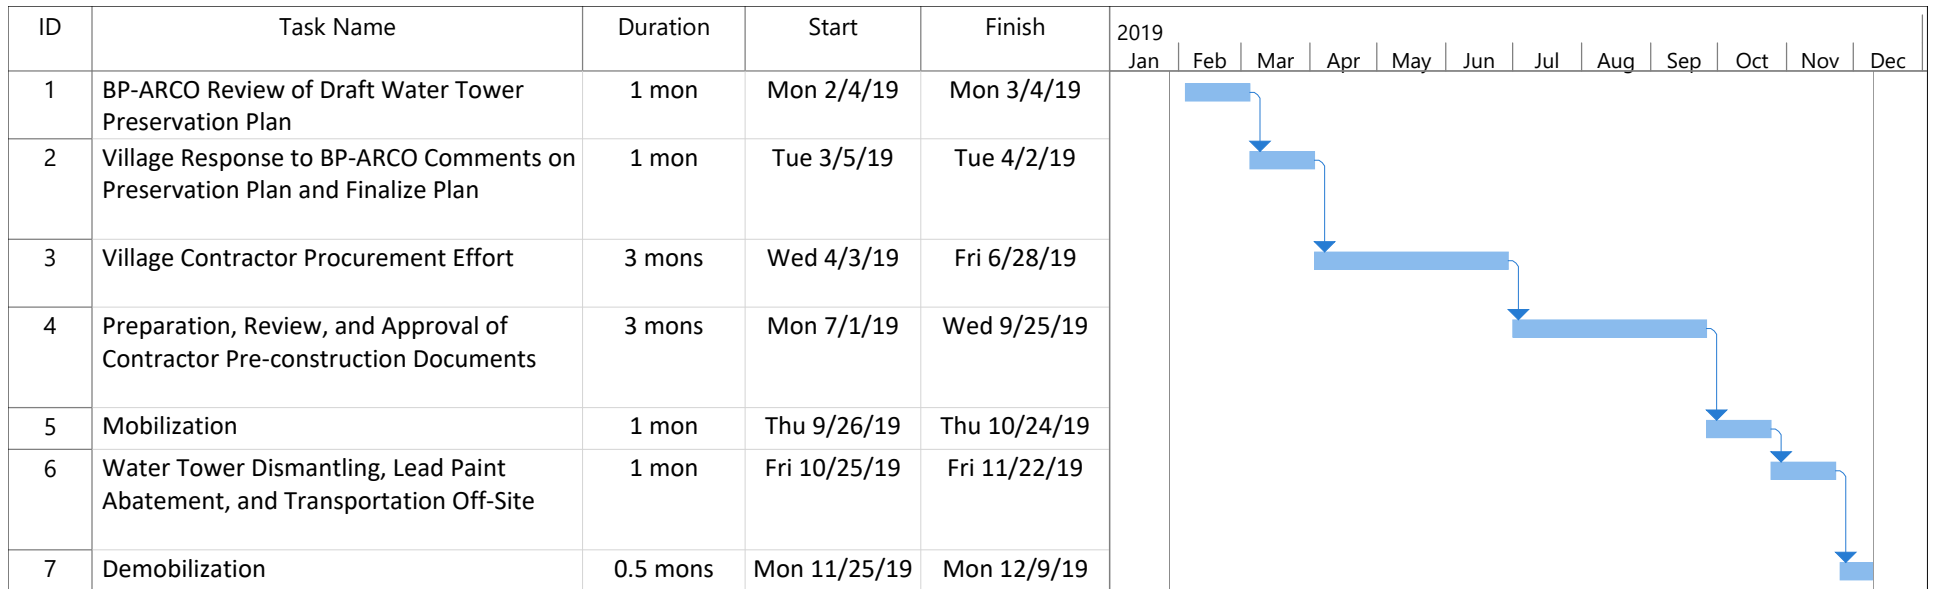 ID Task Name Duration Start Finish 2019
Jan Feb Mar Apr May Jun Jul Aug Sep Oct Nov Dec
1 BP-ARCO Review of Draft Water Tower 1 mon Mon 2/4/19 Mon 3/4/19
Preservation Plan
2 Village Response to BP-ARCO Comments on 1 mon Tue 3/5/19 Tue 4/2/19
Preservation Plan and Finalize Plan
3 Village Contractor Procurement Effort 3 mons Wed 4/3/19 Fri 6/28/19
4 Preparation, Review, and Approval of 3 mons Mon 7/1/19 Wed 9/25/19
Contractor Pre-construction Documents
5 Mobilization 1 mon Thu 9/26/19 Thu 10/24/19
6 Water Tower Dismantling, Lead Paint 1 mon Fri 10/25/19 Fri 11/22/19
Abatement, and Transportation Off-Site
7 Demobilization 0.5 mons Mon 11/25/19 Mon 12/9/19